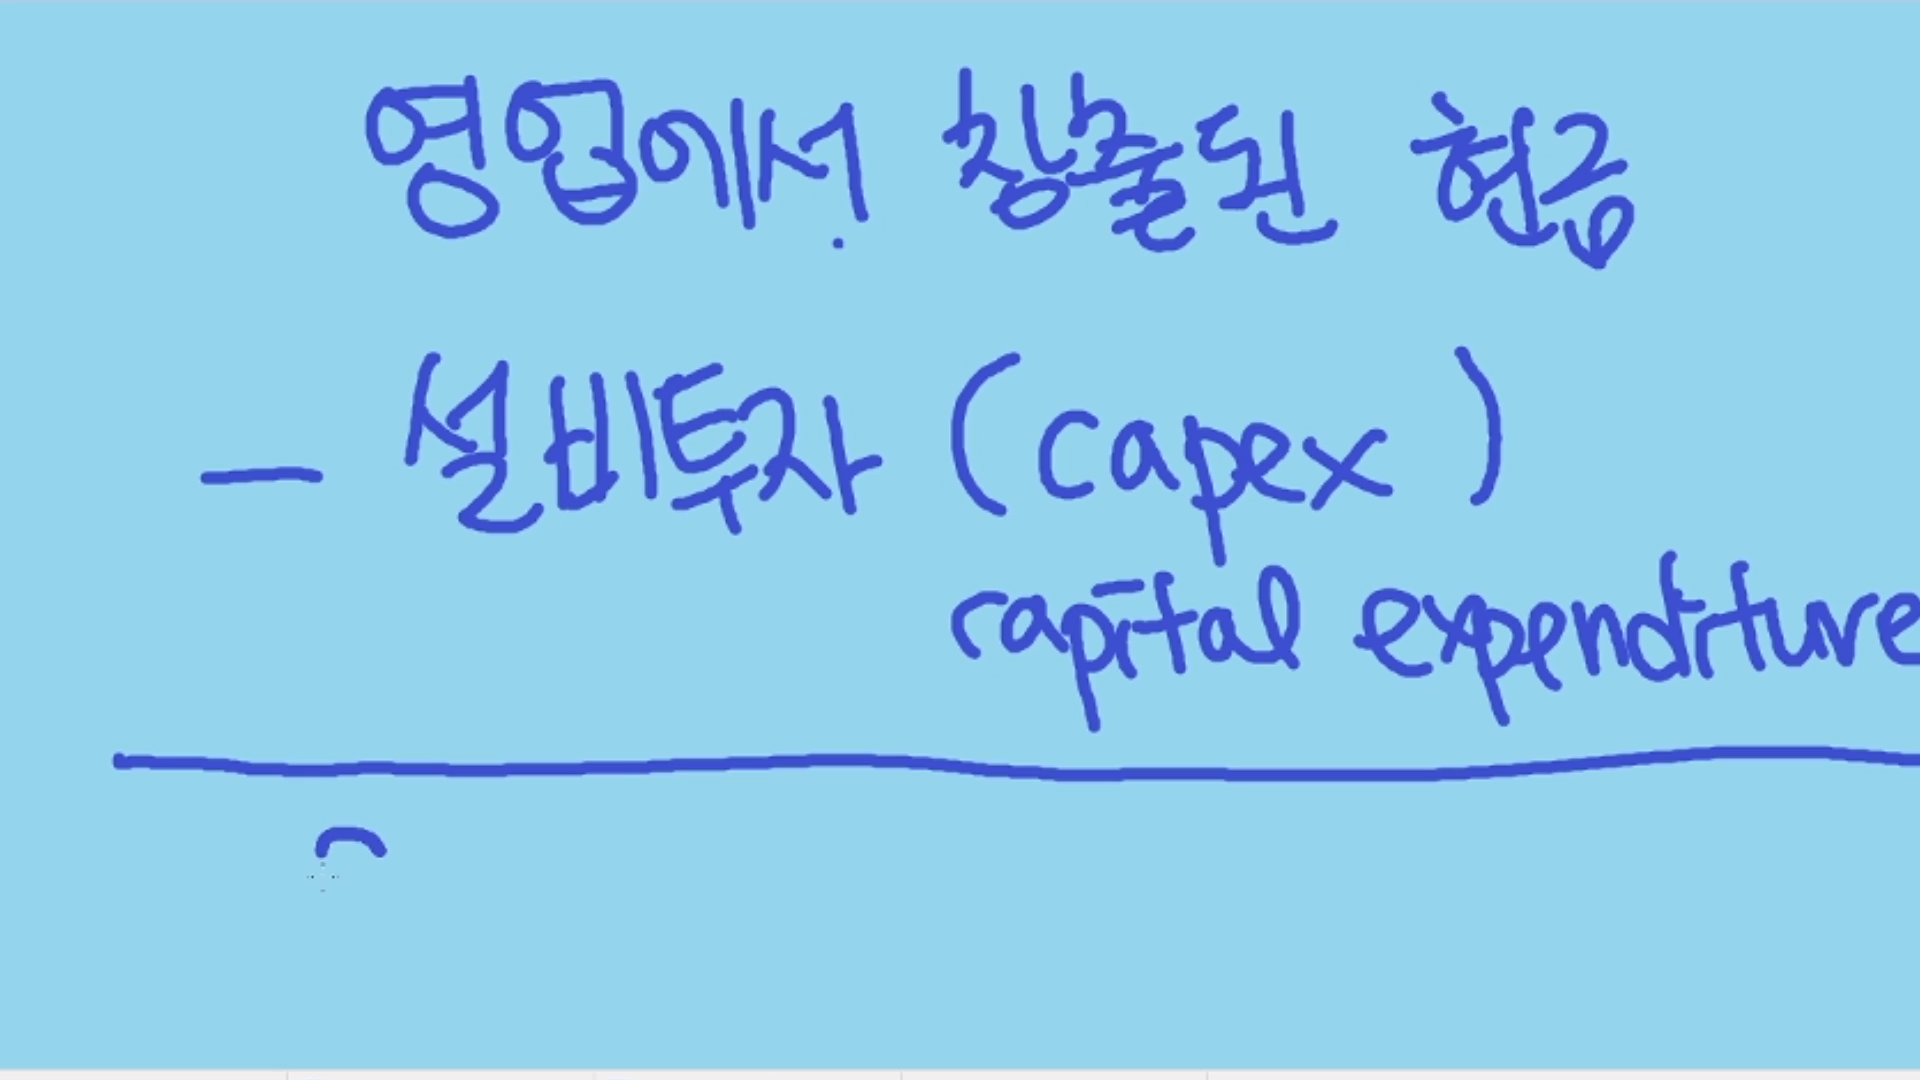 영업에서 창출된 현금
- 설비투자 (capex)
capital expenditure